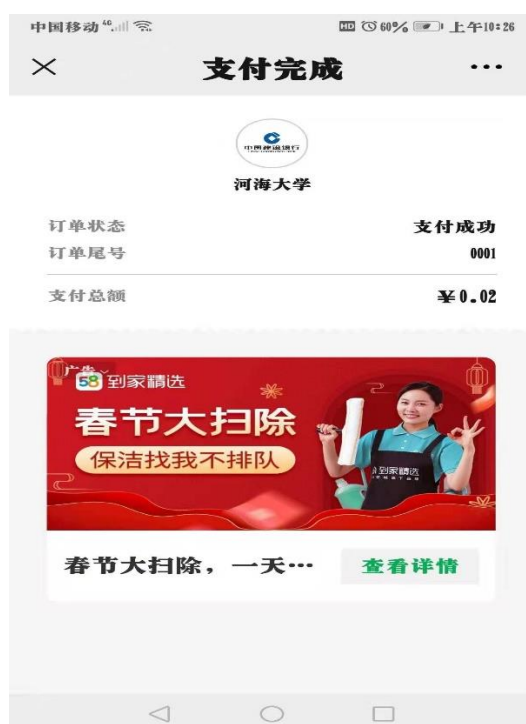 中国移动 4G HD 60% 上午10:26
支付完成
中国建设银行
河海大学
订单状态 支付成功
订单尾号 0001
支付总额 ¥0.02
广告
58 到家精选
春节大扫除
保洁找我不排队
到家精选
春节大扫除，一天… 查看详情